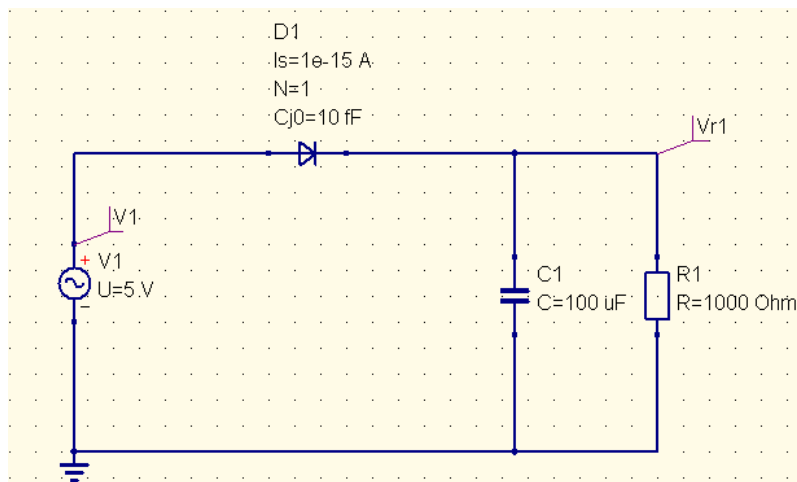 D1
Is=1e-15 A
N=1
Cj0=10 fF
Vr1
V1
+ V1
U=5 V
-
C1
C=100 uF
R1
R=1000 Ohm